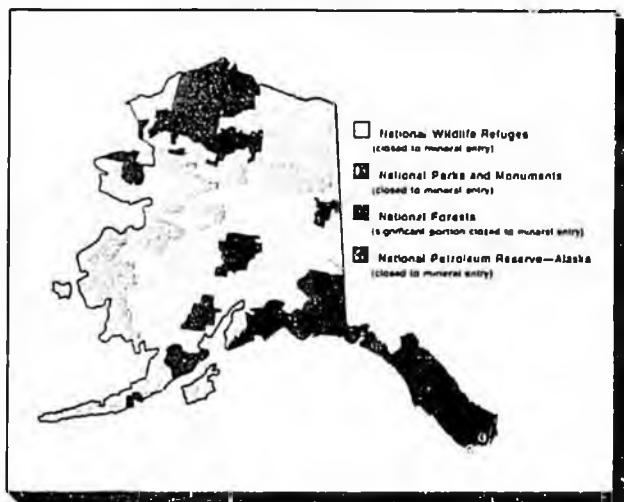 National Wildlife Refuges
(closed to mineral entry)
National Parks and Monuments
(closed to mineral entry)
National Forests
(significant portion closed to mineral entry)
National Petroleum Reserve—Alaska
(closed to mineral entry)